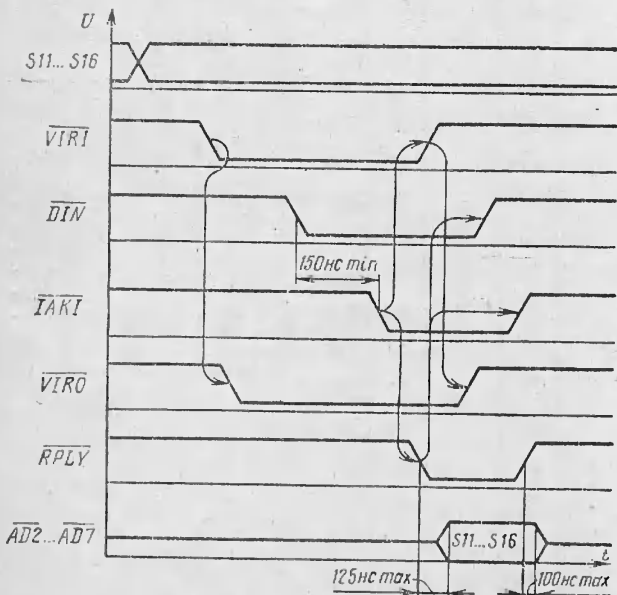 U
S11...S16
VIRI
DIN
150нс min
IAKI
VIRO
RPLY
AD2...AD7
S11...S16
t
125нс max
100нс max